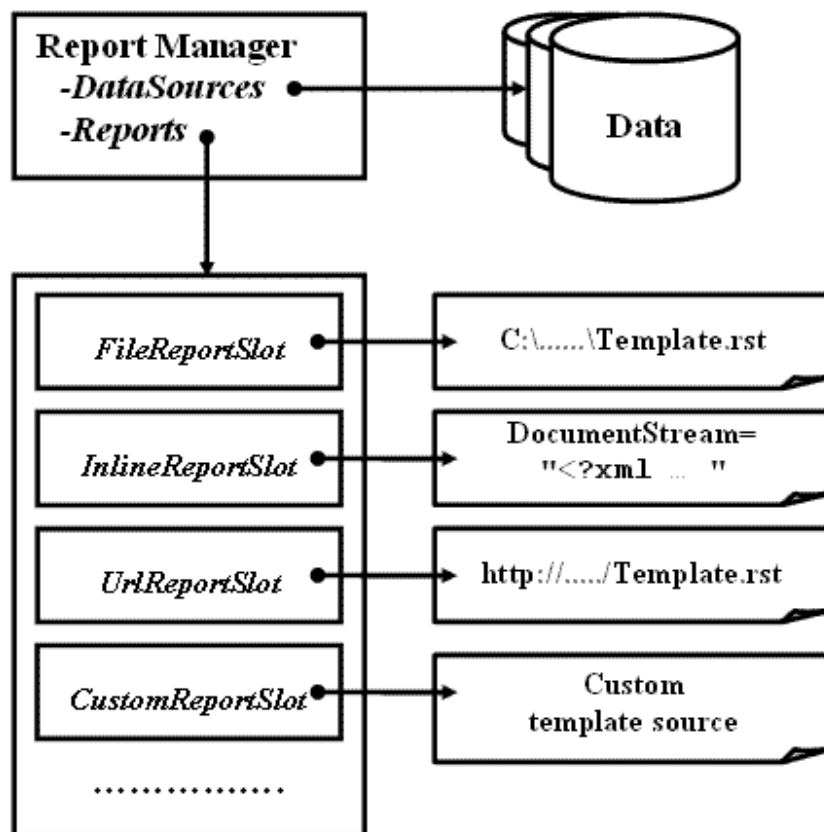 Report Manager
-DataSources
-Reports
Data
FileReportSlot
C:\......\Template.rst
InlineReportSlot
DocumentStream=
"<?xml ... "
UrlReportSlot
http://...../Template.rst
CustomReportSlot
Custom
template source
................